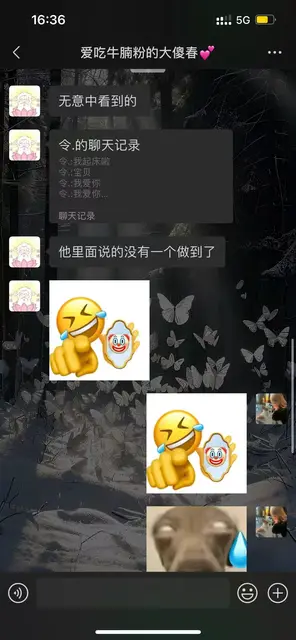 16:36
5G
爱吃牛腩粉的大傻春💕
无意中看到的
令.的聊天记录
令.:我起床啦
令.:宝贝
令.:我爱你
令.:我爱你...
聊天记录
他里面说的没有一个做到了